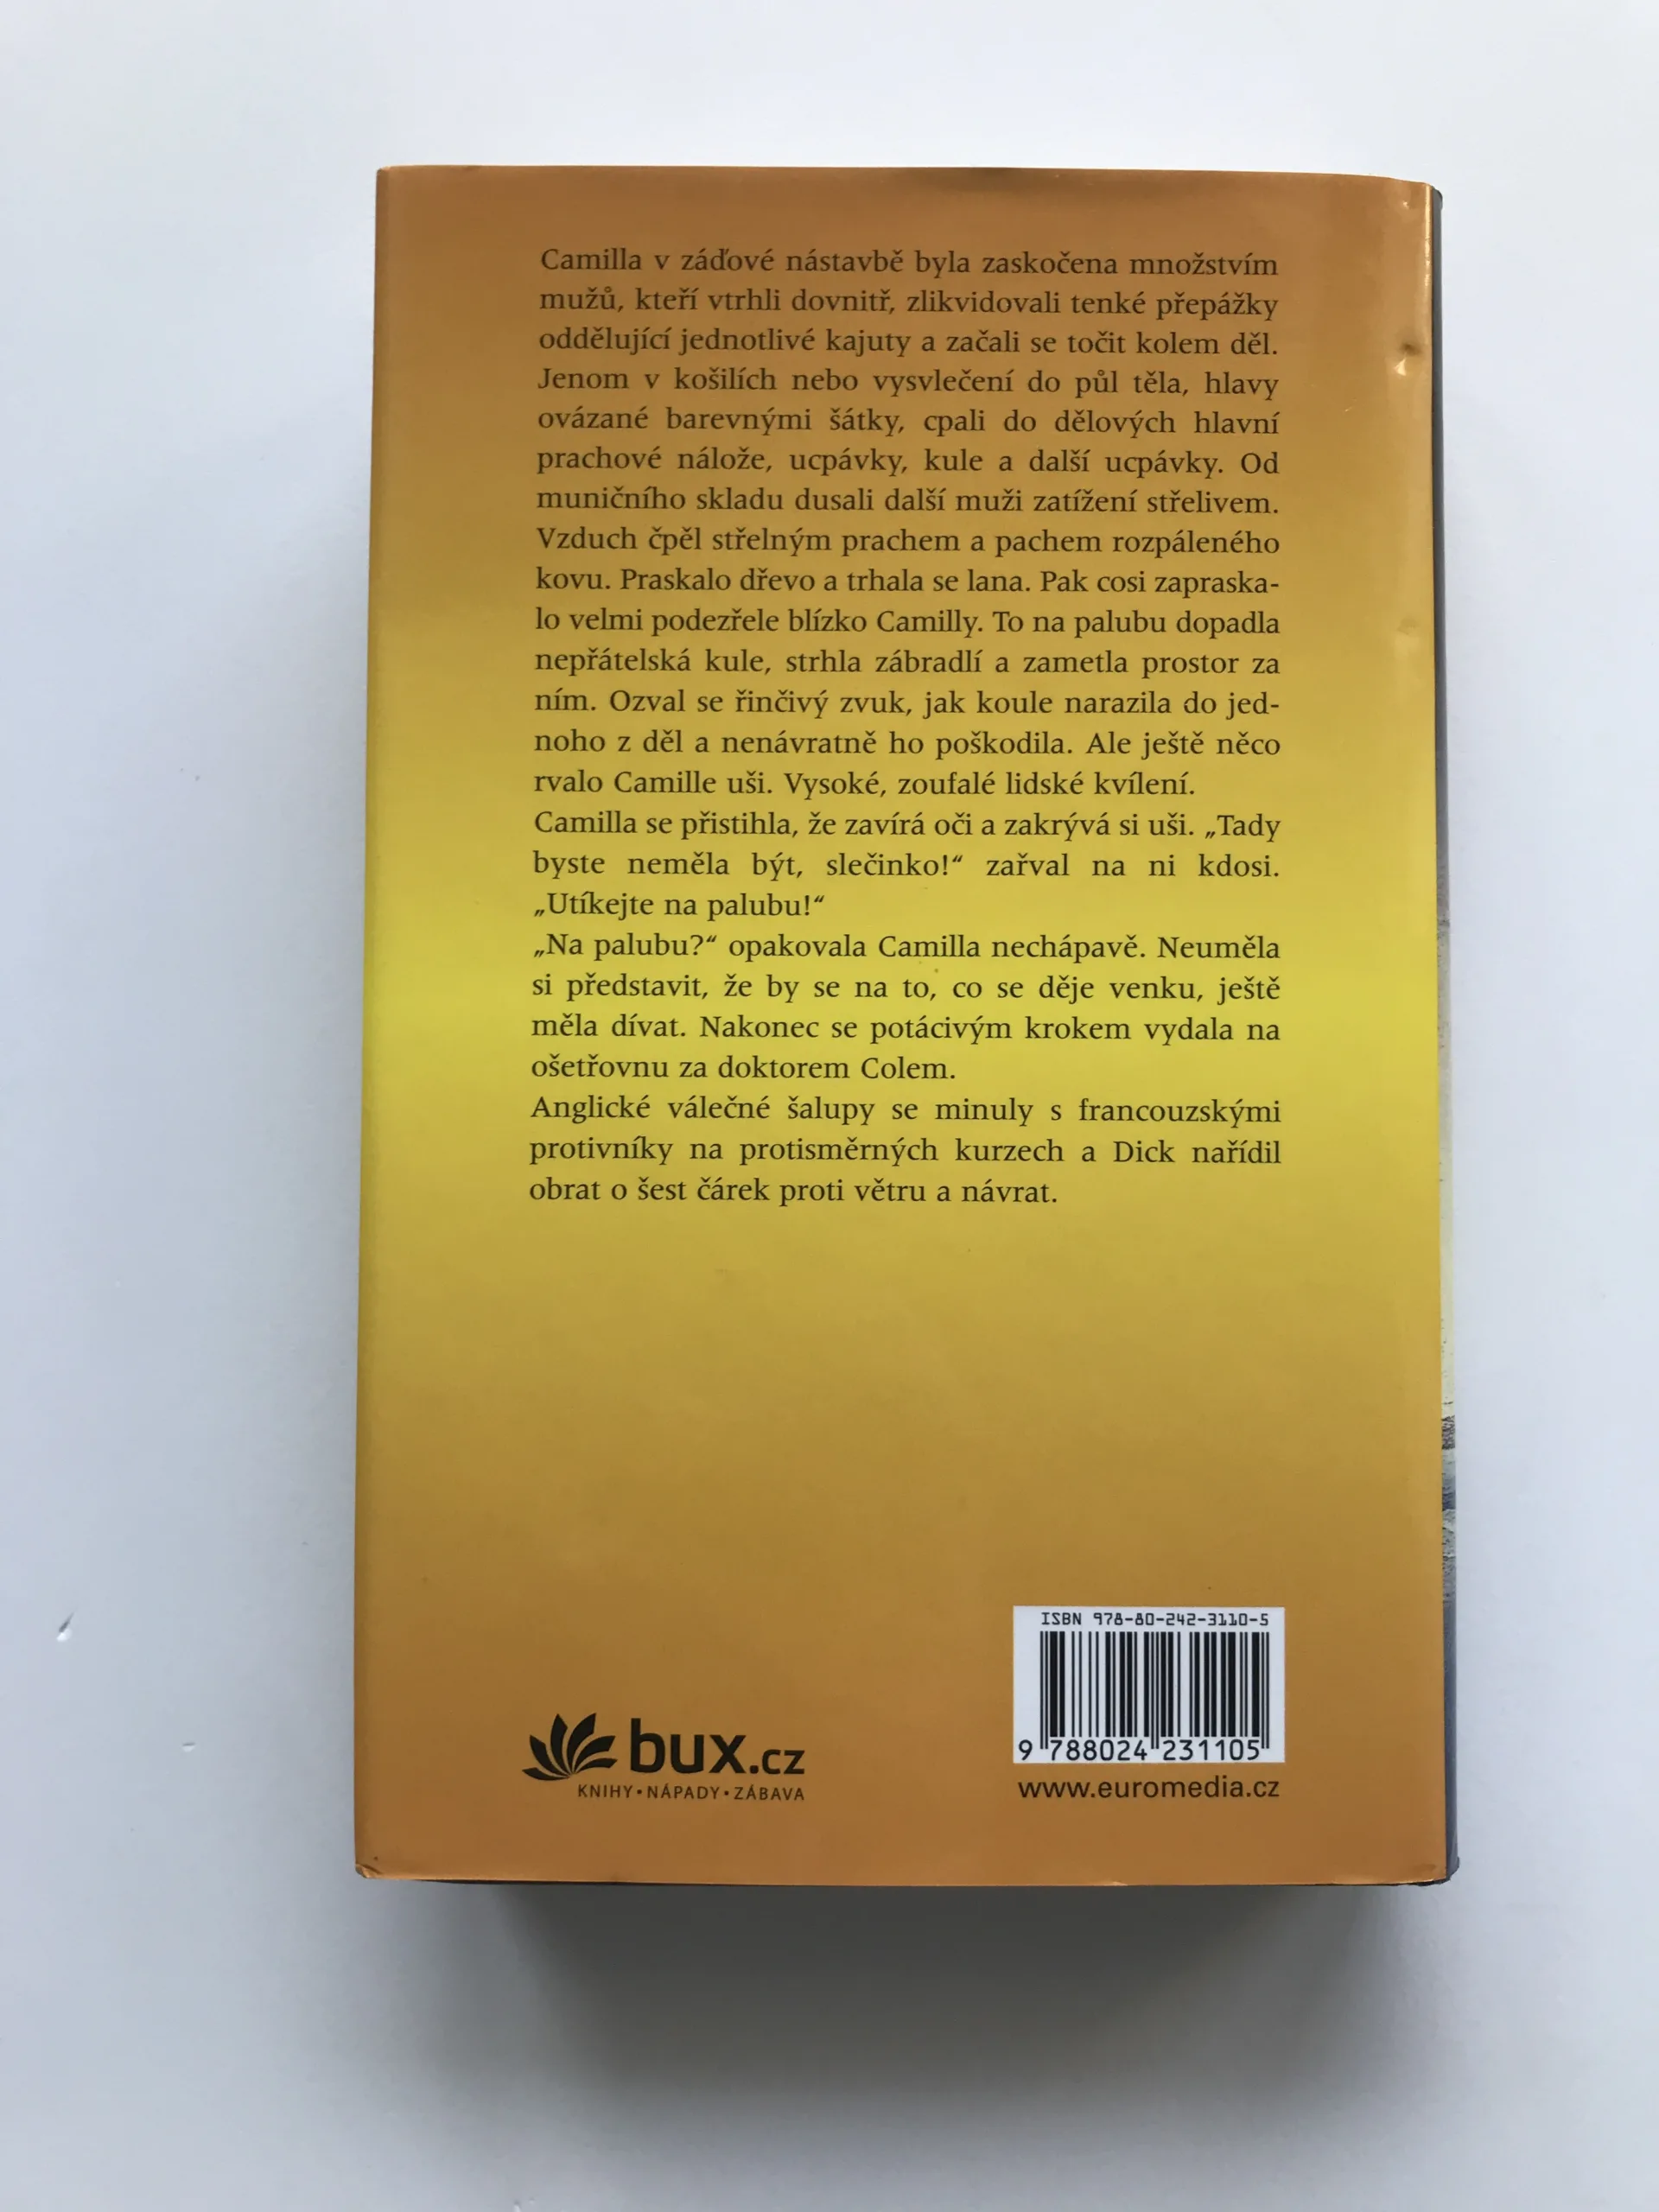 Camilla v záďové nástavbě byla zaskočena množstvím
mužů, kteří vtrhli dovnitř, zlikvidovali tenké přepážky
oddělující jednotlivé kajuty a začali se točit kolem děl.
Jenom v košilích nebo vysvlečení do půl těla, hlavy
ovázané barevnými šátky, cpali do dělových hlavní
prachové nálože, ucpávky, kule a další ucpávky. Od
muničního skladu dusali další muži zatížení střelivem.
Vzduch čpěl střelným prachem a pachem rozpáleného
kovu. Praskalo dřevo a trhala se lana. Pak cosi zapraska-
lo velmi podezřele blízko Camilly. To na palubu dopadla
nepřátelská kule, strhla zábradlí a zametla prostor za
ním. Ozval se řinčivý zvuk, jak koule narazila do jed-
noho z děl a nenávratně ho poškodila. Ale ještě něco
rvalo Camille uši. Vysoké, zoufalé lidské kvílení.
Camilla se přistihla, že zavírá oči a zakrývá si uši. „Tady
byste neměla být, slečinko!“ zařval na ni kdosi.
„Utíkejte na palubu!“
„Na palubu?“ opakovala Camilla nechápavě. Neuměla
si představit, že by se na to, co se děje venku, ještě
měla dívat. Nakonec se potácivým krokem vydala na
ošetřovnu za doktorem Colem.
Anglické válečné šalupy se minuly s francouzskými
protivníky na protisměrných kurzech a Dick nařídil
obrat o šest čárek proti větru a návrat.
ISBN 978-80-242-3110-5
9 788024 231105
www.euromedia.cz
bux.cz
KNIHY•NÁPADY•ZÁBAVA